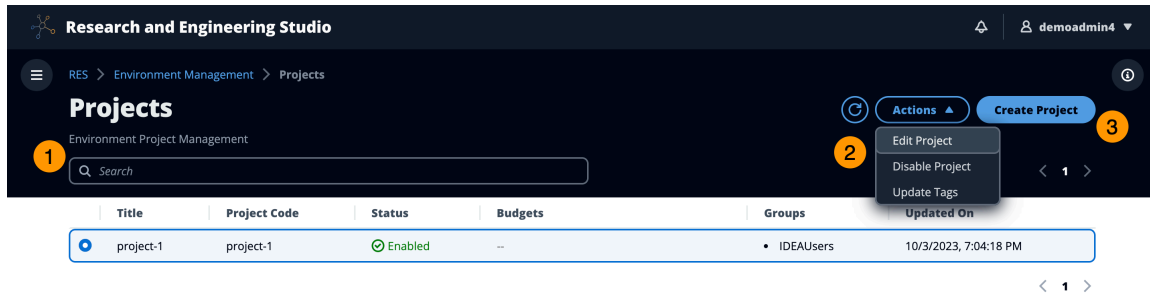 Research and Engineering Studio
demoadmin4
RES > Environment Management > Projects
Projects
Actions
Create Project
3
Environment Project Management
Edit Project
1
2
Search
Disable Project
< 1 >
Update Tags
Title Project Code Status Budgets Groups Updated On
project-1 project-1 Enabled -- • IDEAUsers 10/3/2023, 7:04:18 PM
< 1 >